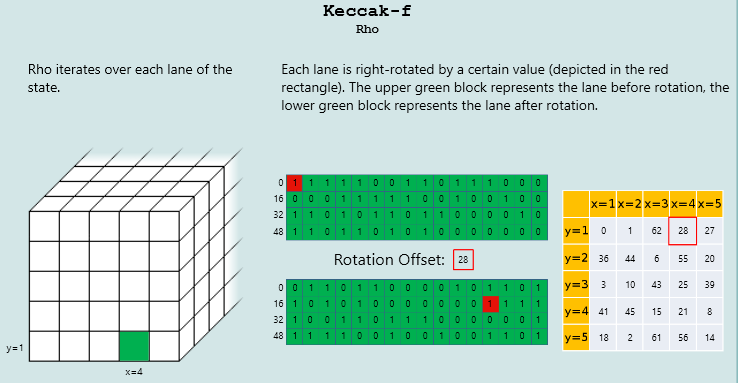 Keccak-f
Rho
Rho iterates over each lane of the
state.
Each lane is right-rotated by a certain value (depicted in the red
rectangle). The upper green block represents the lane before rotation, the
lower green block represents the lane after rotation.
0 1 1 1 1 1 0 0 1 1 0 1 1 1 0 0 0
16 0 0 0 1 1 1 1 1 0 0 1 0 0 1 0 0
32 1 1 0 1 0 1 1 0 1 1 0 0 0 0 1 0
48 1 1 0 1 1 0 1 0 0 0 0 0 0 0 0 0
Rotation Offset: 28
0 0 1 1 0 1 1 0 0 0 0 1 0 1 1 0 1
16 1 0 1 0 0 0 0 0 0 0 0 0 1 1 1 1
32 1 0 0 1 1 0 1 1 1 0 0 0 0 0 0 1
48 1 1 1 1 0 0 1 0 0 1 0 0 1 1 0 1
x=1 x=2 x=3 x=4 x=5
y=1 0 1 62 28 27
y=2 36 44 6 55 20
y=3 3 10 43 25 39
y=4 41 45 15 21 8
y=5 18 2 61 56 14
y=1
x=4